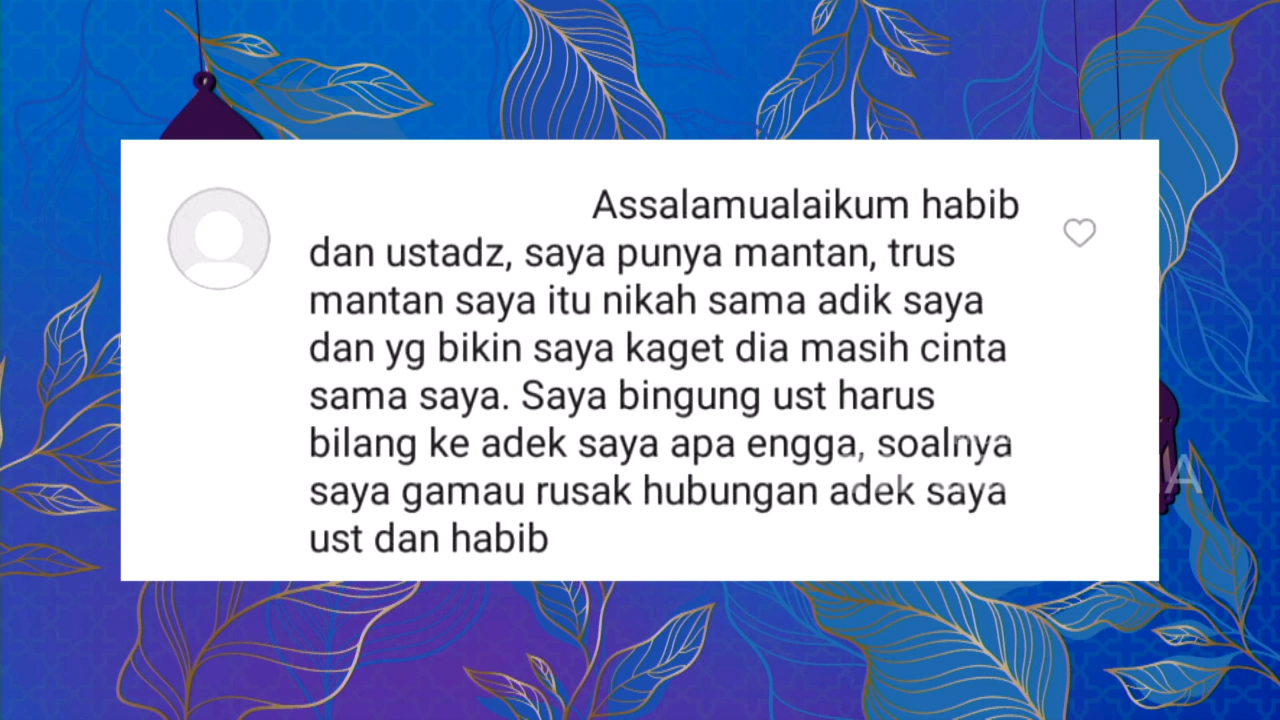 Assalamualaikum habib
dan ustadz, saya punya mantan, trus
mantan saya itu nikah sama adik saya
dan yg bikin saya kaget dia masih cinta
sama saya. Saya bingung ust harus
bilang ke adek saya apa engga, soalnya
saya gamau rusak hubungan adek saya
ust dan habib